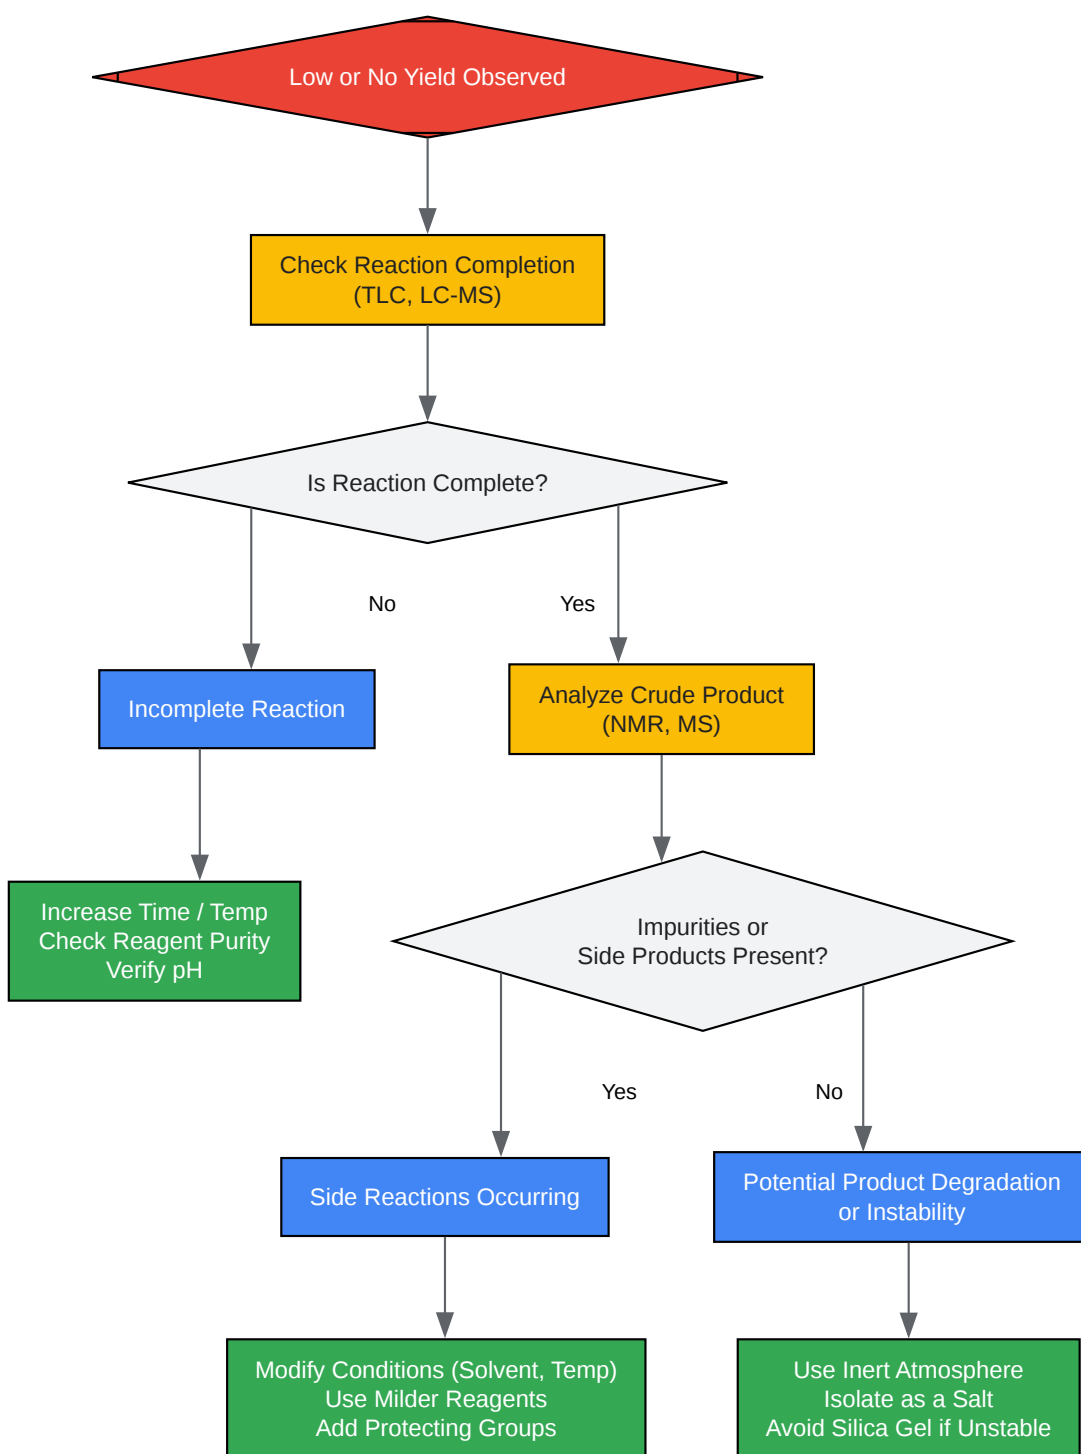 Low or No Yield Observed
Check Reaction Completion
(TLC, LC-MS)
Is Reaction Complete?
No
Yes
Incomplete Reaction
Analyze Crude Product
(NMR, MS)
Increase Time / Temp
Check Reagent Purity
Verify pH
Impurities or
Side Products Present?
Yes
No
Side Reactions Occurring
Potential Product Degradation
or Instability
Modify Conditions (Solvent, Temp)
Use Milder Reagents
Add Protecting Groups
Use Inert Atmosphere
Isolate as a Salt
Avoid Silica Gel if Unstable